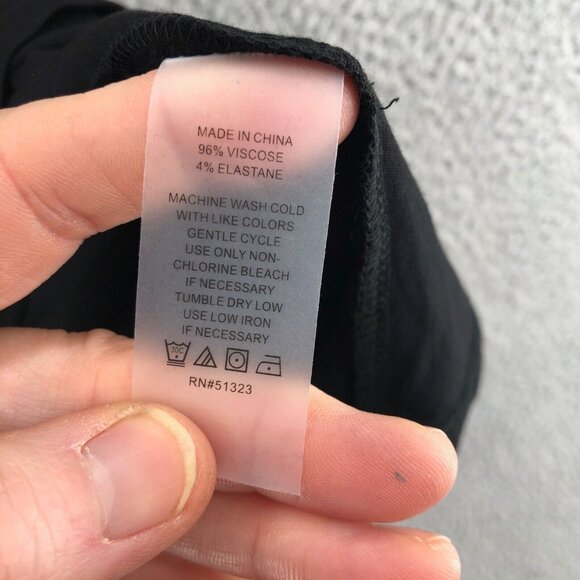 MADE IN CHINA
96% VISCOSE
4% ELASTANE
MACHINE WASH COLD
WITH LIKE COLORS
GENTLE CYCLE
USE ONLY NON-
CHLORINE BLEACH
IF NECESSARY
TUMBLE DRY LOW
USE LOW IRON
IF NECESSARY
30C
RN#51323